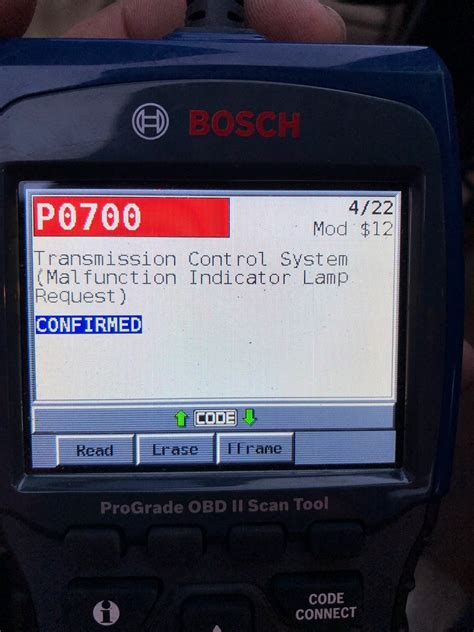 BOSCH
P0700
4/22
Mod $12
Transmission Control System
(Malfunction Indicator Lamp
Request)
CONFIRMED
CODE
Read Erase FFrame
ProGrade OBD II Scan Tool
i
CODE
CONNECT